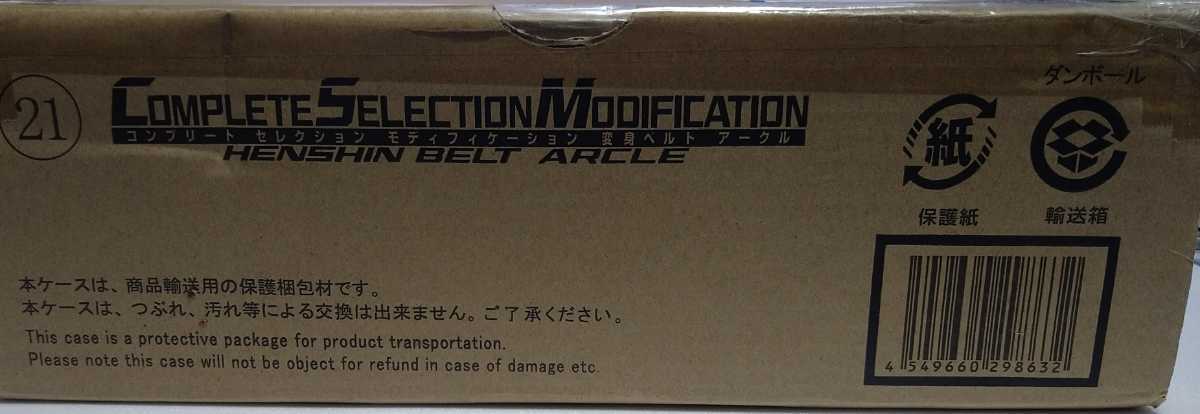 21
COMPLETE SELECTION MODIFICATION
コンプリート セレクション モディフィケーション 変身ベルト アークル
HENSHIN BELT ARCLE
ダンボール
紙
保護紙
輸送箱
本ケースは、商品輸送用の保護梱包材です。
本ケースは、つぶれ、汚れ等による交換は出来ません。ご了承ください。
This case is a protective package for product transportation.
Please note this case will not be object for refund in case of damage etc.
4 549660 298632